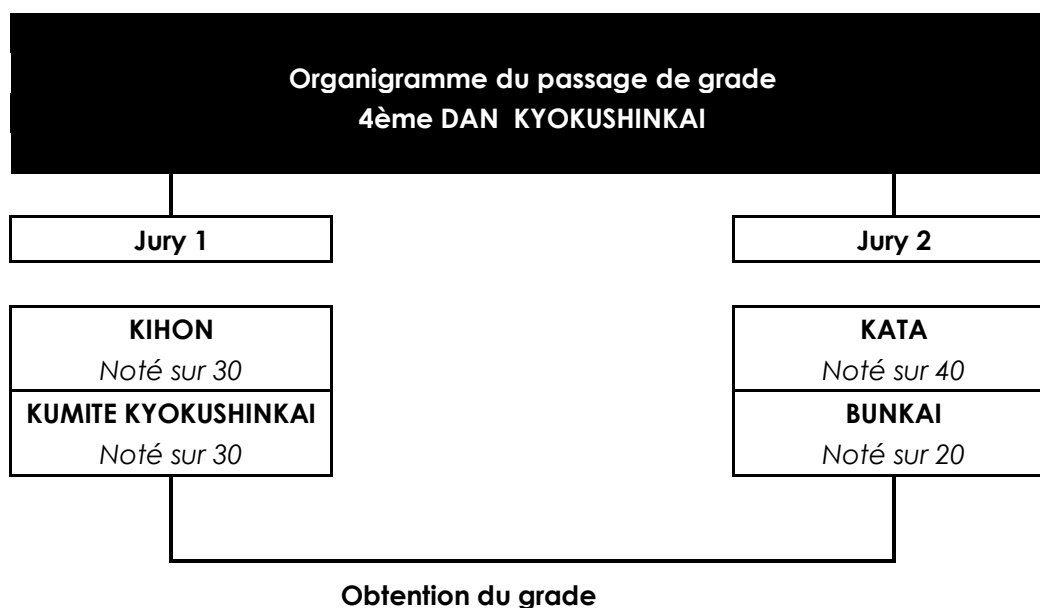 Organigramme du passage de grade
4ème DAN KYOKUSHINKAI
Jury 1
Jury 2
KIHON
Noté sur 30
KUMITE KYOKUSHINKAI
Noté sur 30
KATA
Noté sur 40
BUNKAI
Noté sur 20
Obtention du grade